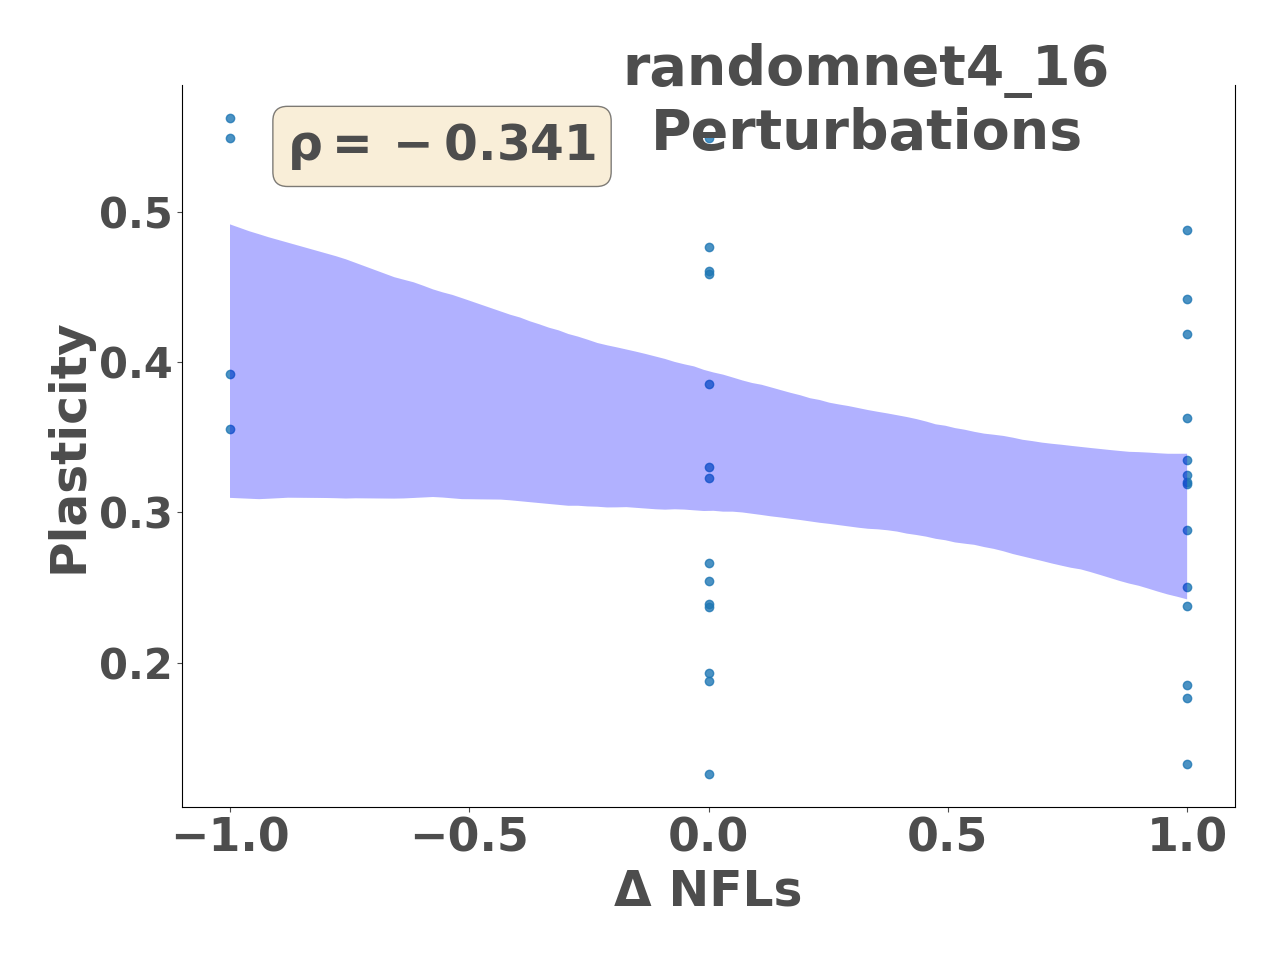 randomnet4_16
Perturbations
ρ = − 0.341
Plasticity
0.5
0.4
0.3
0.2
−1.0
−0.5
0.0
0.5
1.0
Δ NFLs